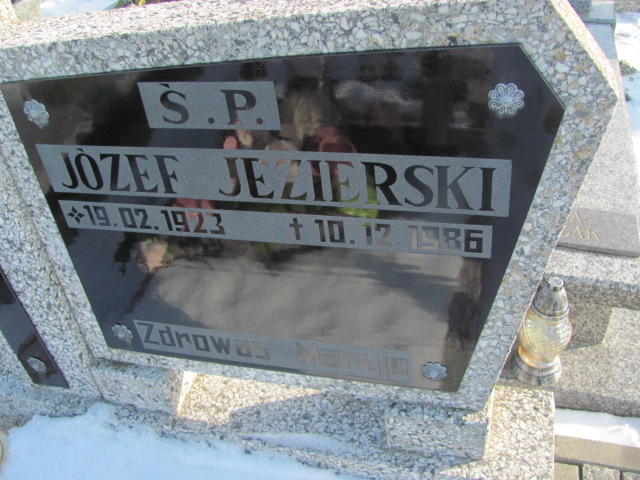 Ś.P.
JÓZEF JEZIERSKI
19.02.1923 †10.12.1986
Zdrowaś Maryjo